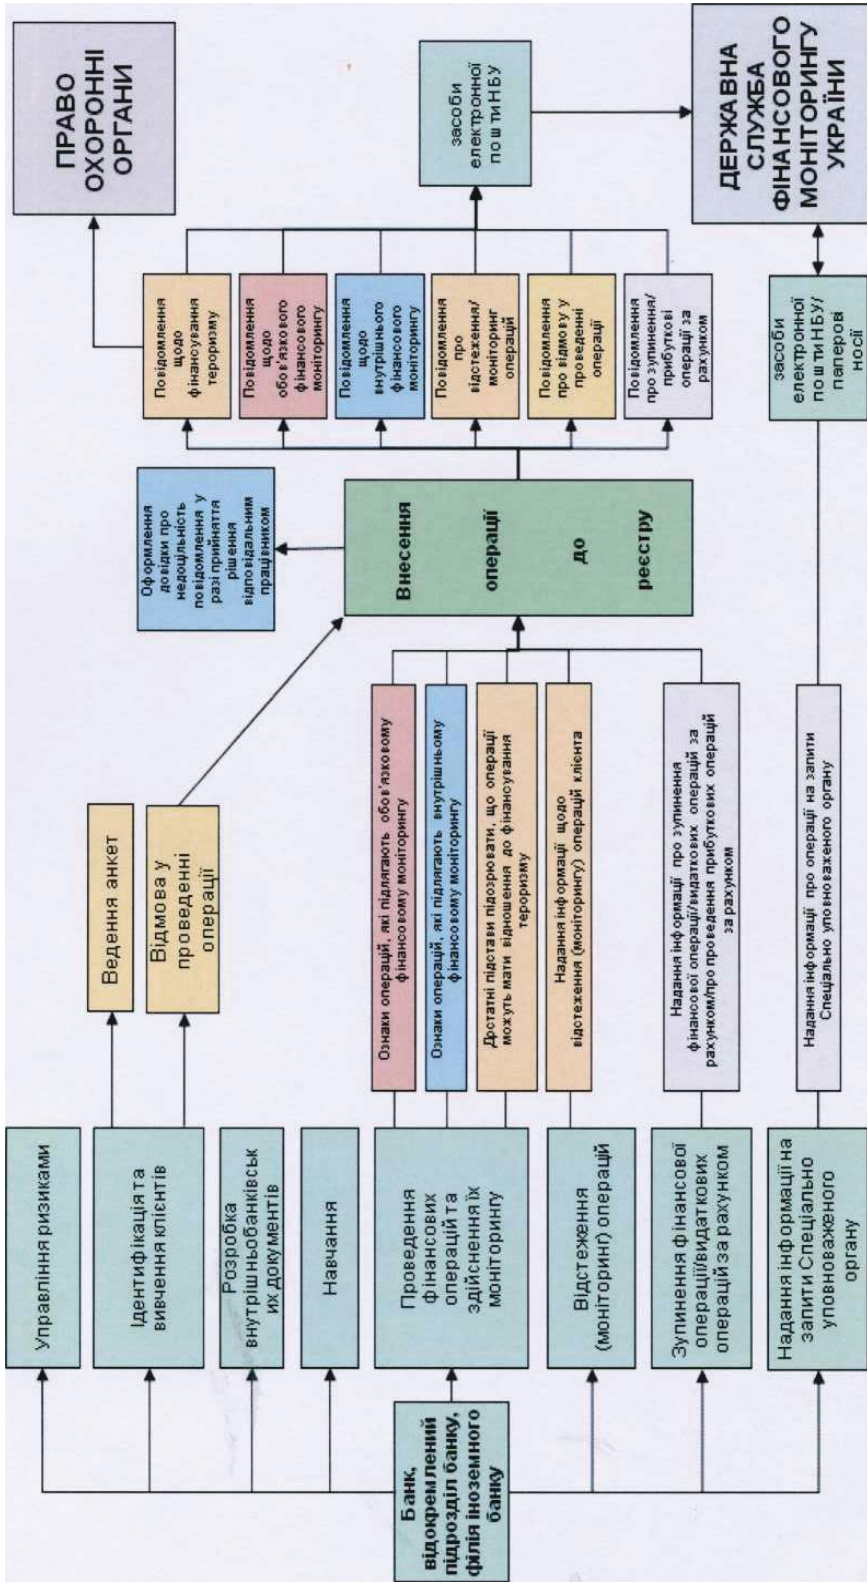 Банк,
відокремлений
підрозділ банку,
філія іноземного
банку
Управління ризиками
Ідентифікація та
вивчення клієнтів
Розробка
внутрішньобанківськ
их документів
Навчання
Проведення
фінансових
операцій та
здійснення їх
моніторингу
Відстеження
(моніторинг) операцій
Зупинення фінансової
операції/видаткових
операцій за рахунком
Надання інформації на
запити Спеціально
уповноваженого
органу
Ведення анкет
Відмова у
проведенні
операції
Ознаки операцій, які підлягають обов'язковому
фінансовому моніторингу
Ознаки операцій, які підлягають внутрішньому
фінансовому моніторингу
Достатні підстави підозрювати, що операції
можуть мати відношення до фінансування
тероризму
Надання інформації щодо
відстеження (моніторингу) операцій клієнта
Надання інформації про зупинення
фінансової операції/видаткових операцій за
рахунком/про проведення прибуткових операцій
за рахунком
Надання інформації про операції на запити
Спеціально уповноваженого органу
Оформлення
довідки про
недоцільність
повідомлення у
разі прийняття
рішення
відповідальним
працівником
Внесення
операції
до
реєстру
Повідомлення
щодо
фінансування
тероризму
Повідомлення
щодо
обов'язкового
фінансового
моніторингу
Повідомлення
щодо
внутрішнього
фінансового
моніторингу
Повідомлення
про
відстеження/
моніторинг
операцій
Повідомлення
про відмову у
проведенні
операції
Повідомлення
про зупинення/
прибуткові
операції за
рахунком
засоби
електронної
пошти НБУ/
паперові
носії
ПРАВО
ОХОРОННІ
ОРГАНИ
засоби
електронної
пошти НБУ
ДЕРЖАВНА
СЛУЖБА
ФІНАНСОВОГО
МОНІТОРИНГУ
УКРАЇНИ